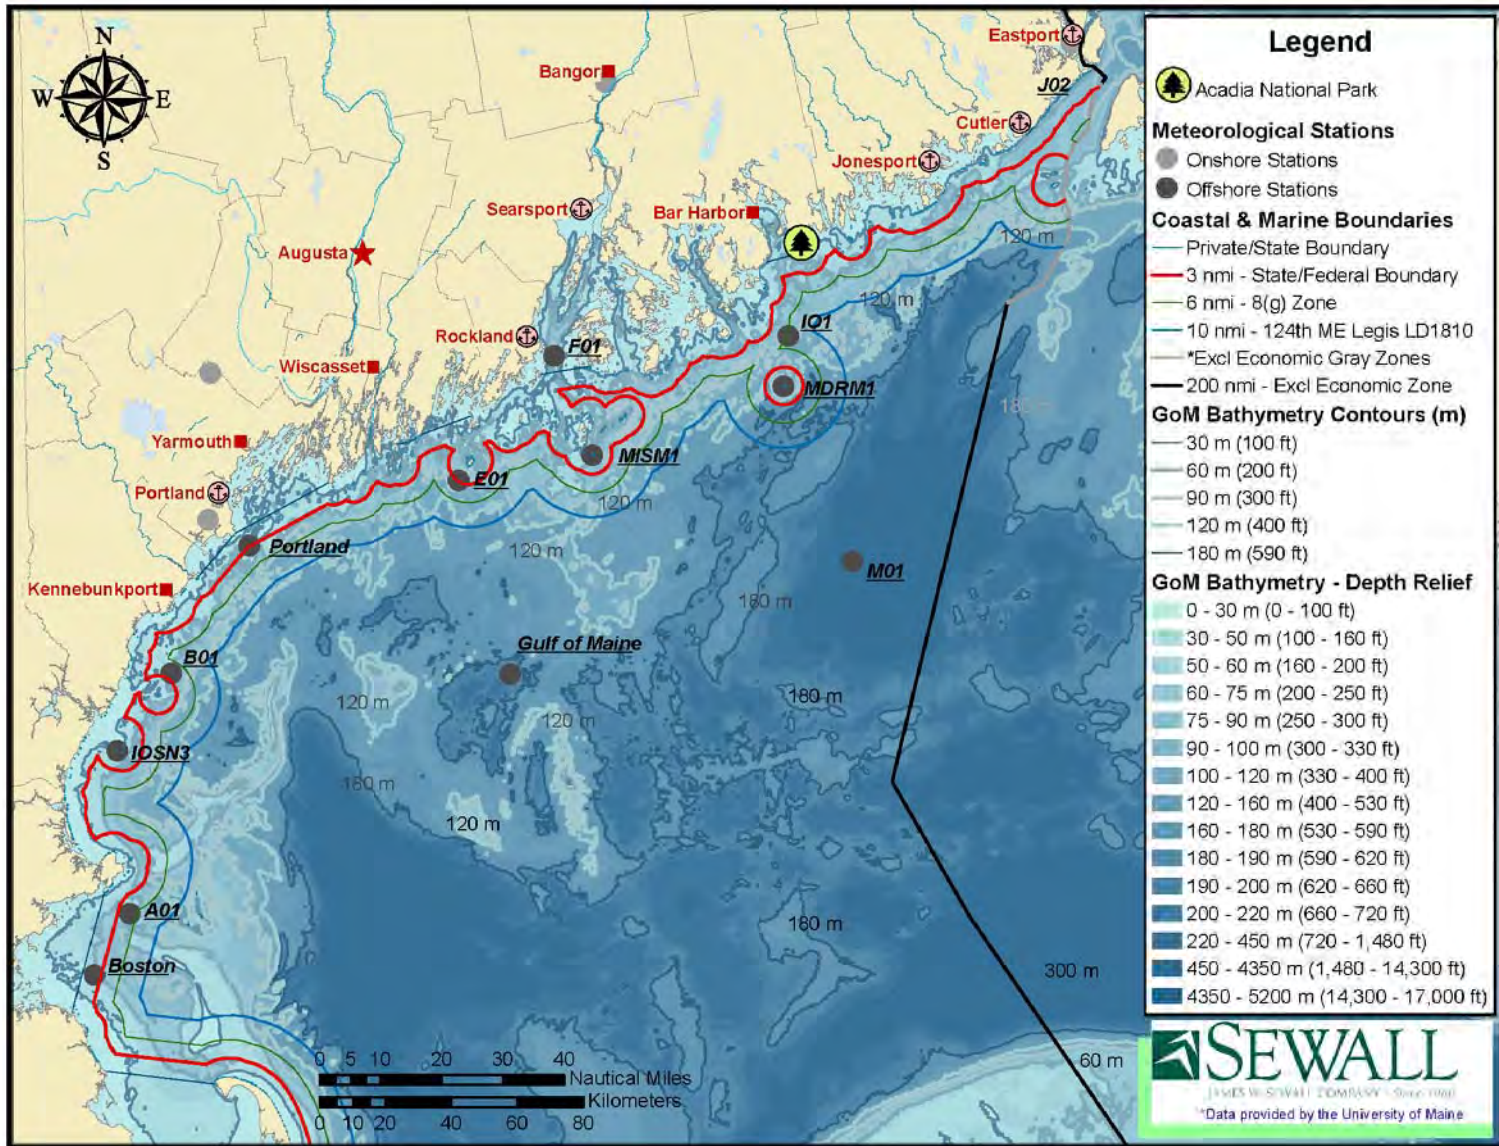 N
W
E
S
Eastport
J02
Bangor
Cutler
Jonesport
Searsport
Bar Harbor
Augusta
120 m
120 m
IO1
Rockland
F01
Wiscasset
MDRM1
180 m
Yarmouth
MISM1
E01
Portland
120 m
Portland
120 m
M01
Kennebunkport
180 m
Gulf of Maine
B01
120 m
180 m
120 m
IOSN3
180 m
120 m
A01
180 m
Boston
300 m
60 m
0 5 10 20 30 40
Nautical Miles
Kilometers
0 10 20 40 60 80
Legend
Acadia National Park
Meteorological Stations
Onshore Stations
Offshore Stations
Coastal & Marine Boundaries
Private/State Boundary
3 nmi - State/Federal Boundary
6 nmi - 8(g) Zone
10 nmi - 124th ME Legis LD1810
*Excl Economic Gray Zones
200 nmi - Excl Economic Zone
GoM Bathymetry Contours (m)
30 m (100 ft)
60 m (200 ft)
90 m (300 ft)
120 m (400 ft)
180 m (590 ft)
GoM Bathymetry - Depth Relief
0 - 30 m (0 - 100 ft)
30 - 50 m (100 - 160 ft)
50 - 60 m (160 - 200 ft)
60 - 75 m (200 - 250 ft)
75 - 90 m (250 - 300 ft)
90 - 100 m (300 - 330 ft)
100 - 120 m (330 - 400 ft)
120 - 160 m (400 - 530 ft)
160 - 180 m (530 - 590 ft)
180 - 190 m (590 - 620 ft)
190 - 200 m (620 - 660 ft)
200 - 220 m (660 - 720 ft)
220 - 450 m (720 - 1,480 ft)
450 - 4350 m (1,480 - 14,300 ft)
4350 - 5200 m (14,300 - 17,000 ft)
SEWALL
JAMES W. SEWALL COMPANY - Since 1880
*Data provided by the University of Maine